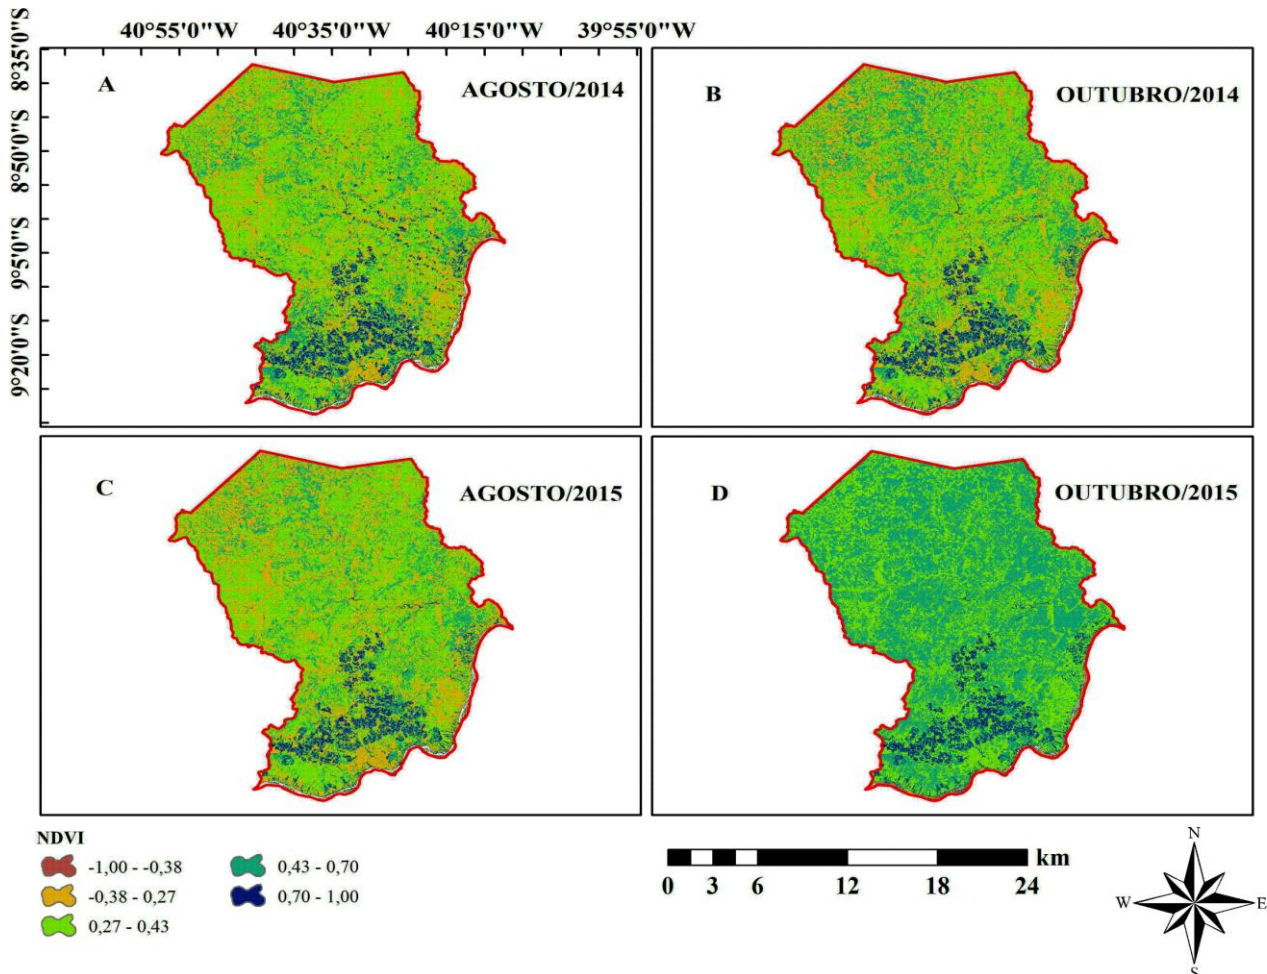 40°55'0"W 40°35'0"W 40°15'0"W 39°55'0"W
8°35'0"S
8°50'0"S
9°5'0"S
9°20'0"S
A
AGOSTO/2014
B
OUTUBRO/2014
C
AGOSTO/2015
D
OUTUBRO/2015
NDVI
-1,00 - -0,38
-0,38 - 0,27
0,27 - 0,43
0,43 - 0,70
0,70 - 1,00
km
0 3 6 12 18 24
N
W E
S